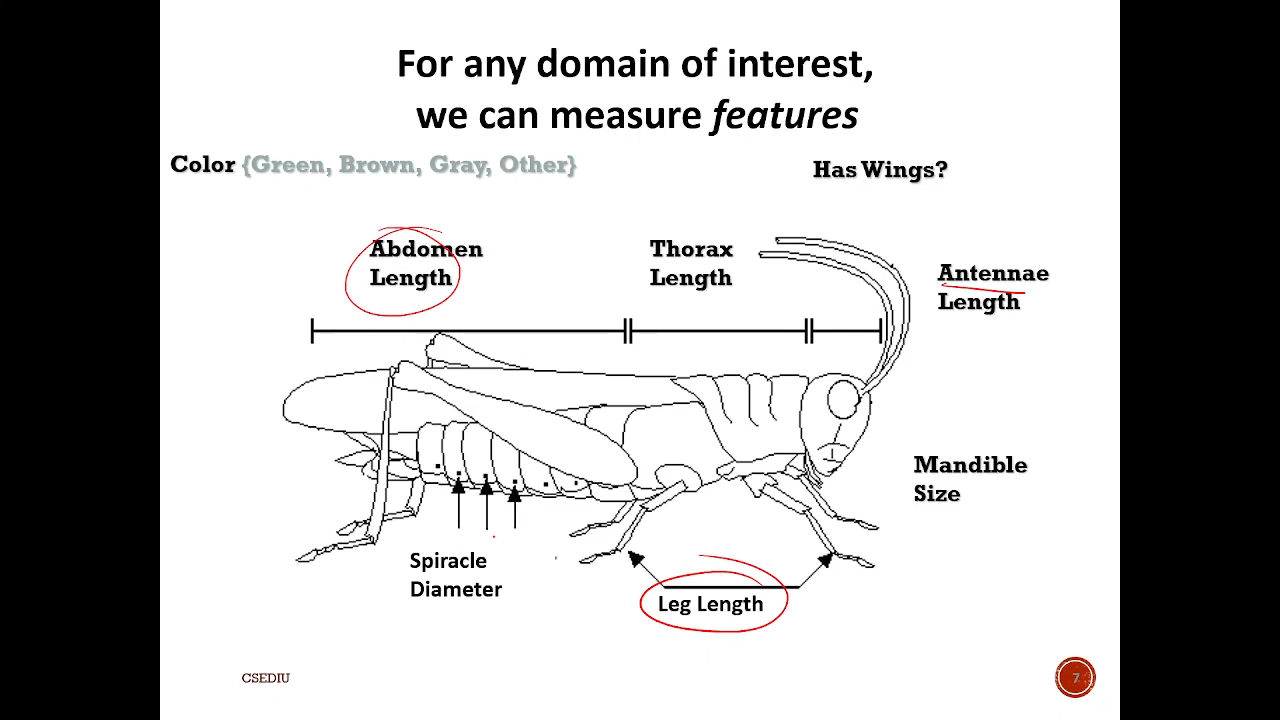 For any domain of interest,
we can measure features
Color {Green, Brown, Gray, Other}
Has Wings?
Abdomen
Length
Thorax
Length
Antennae
Length
Mandible
Size
Spiracle
Diameter
Leg Length
CSEDIU
7